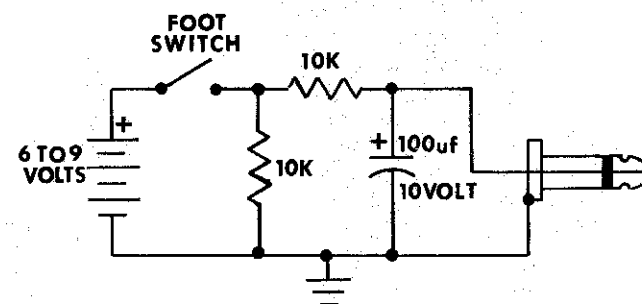 FOOT
SWITCH
10K
+
6 TO 9
VOLTS
10K
+
100uf
10VOLT